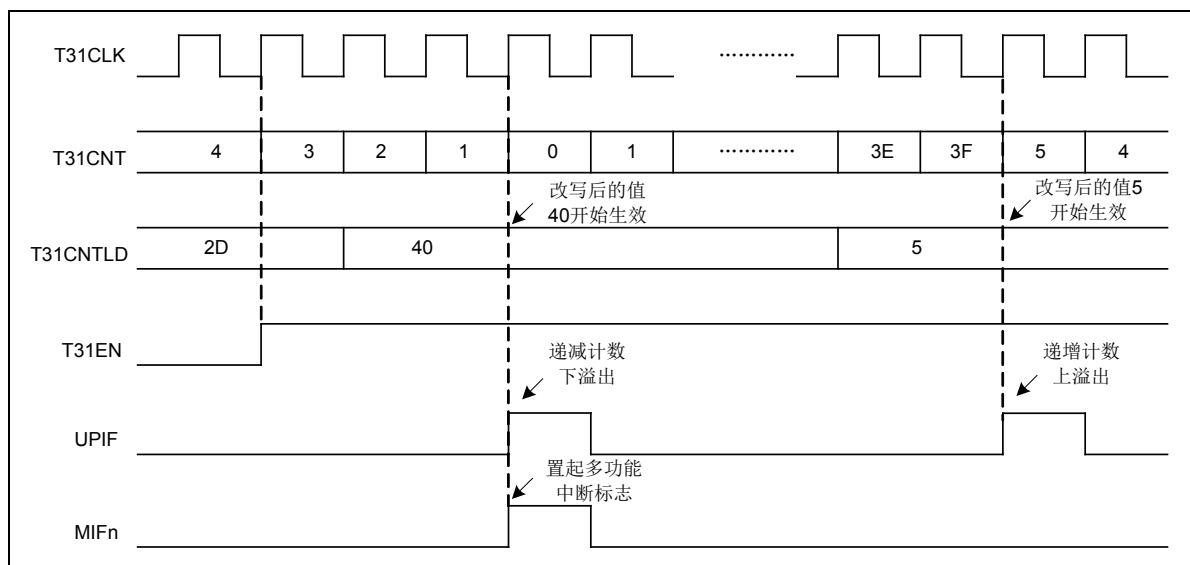 T31CLK
…………
T31CNT 4 3 2 1 0 1 ………… 3E 3F 5 4
改写后的值
40开始生效
改写后的值5
开始生效
T31CNTLD 2D 40 5
T31EN
递减计数
下溢出
递增计数
上溢出
UPIF
置起多功能
中断标志
MIFn